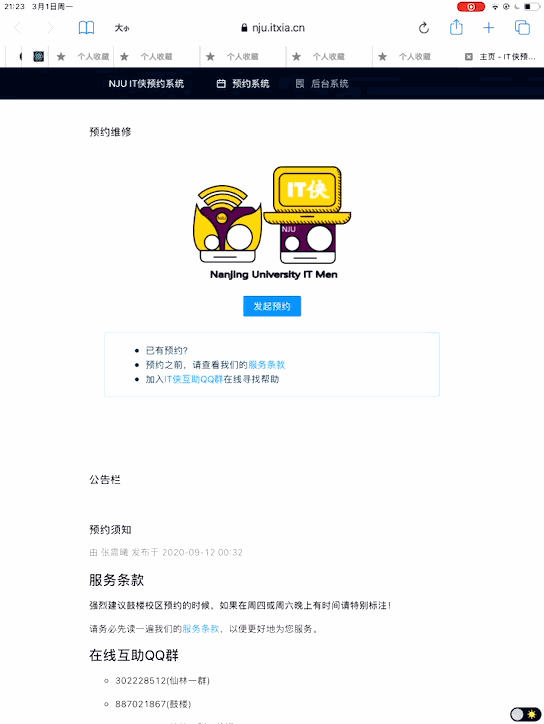 21:23 3月1日周一
大小 nju.itxia.cn
个人收藏 个人收藏 个人收藏 个人收藏 个人收藏 主页 - IT侠预...
NJU IT侠预约系统 预约系统 后台系统
预约维修
IT侠
NJU
Nanjing University IT Men
发起预约
已有预约?
预约之前，请查看我们的服务条款
加入IT侠互助QQ群在线寻找帮助
公告栏
预约须知
由 张震曦 发布于 2020-09-12 00:32
服务条款
强烈建议鼓楼校区预约的时候，如果在周四或周六晚上有时间请特别标注！
请务必先读一遍我们的服务条款，以便更好地为您服务。
在线互助QQ群
302228512(仙林一群)
887021867(鼓楼)